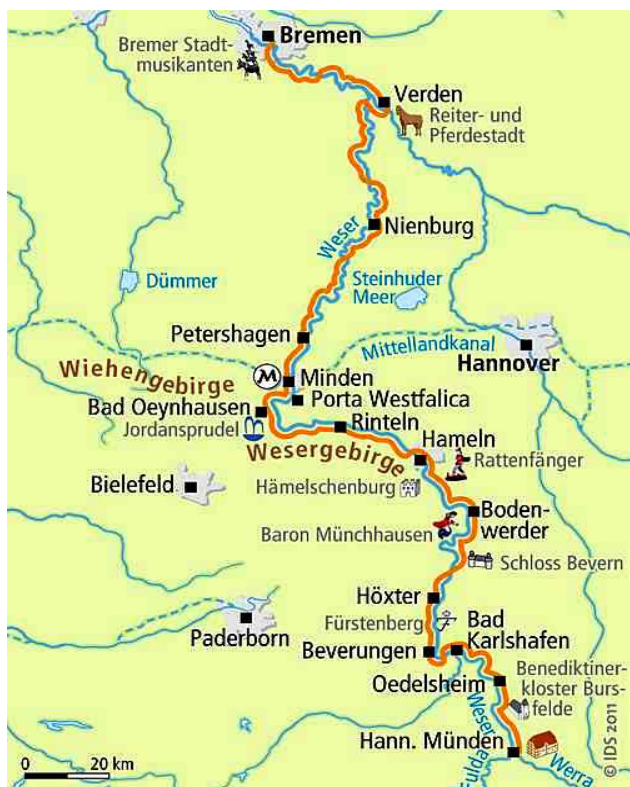 Bremen
Bremer Stadt-
musikanten
Verden
Reiter- und
Pferdestadt
Nienburg
Weser
Dümmer
Steinhuder
Meer
Petershagen
Mittellandkanal
Hannover
Wiehengebirge
M
Minden
Bad Oeynhausen
Porta Westfalica
Jordansprudel
Rinteln
Wesergebirge
Hameln
Rattenfänger
Bielefeld
Hämelschenburg
Boden-
werder
Baron Münchhausen
Schloss Bevern
Höxter
Fürstenberg
Paderborn
Bad
Karlshafen
Beverungen
Oedelsheim
Benediktiner-
kloster Burs-
felde
Weser
Hann. Münden
Fulda
Werra
0 20 km
© IDS 2011